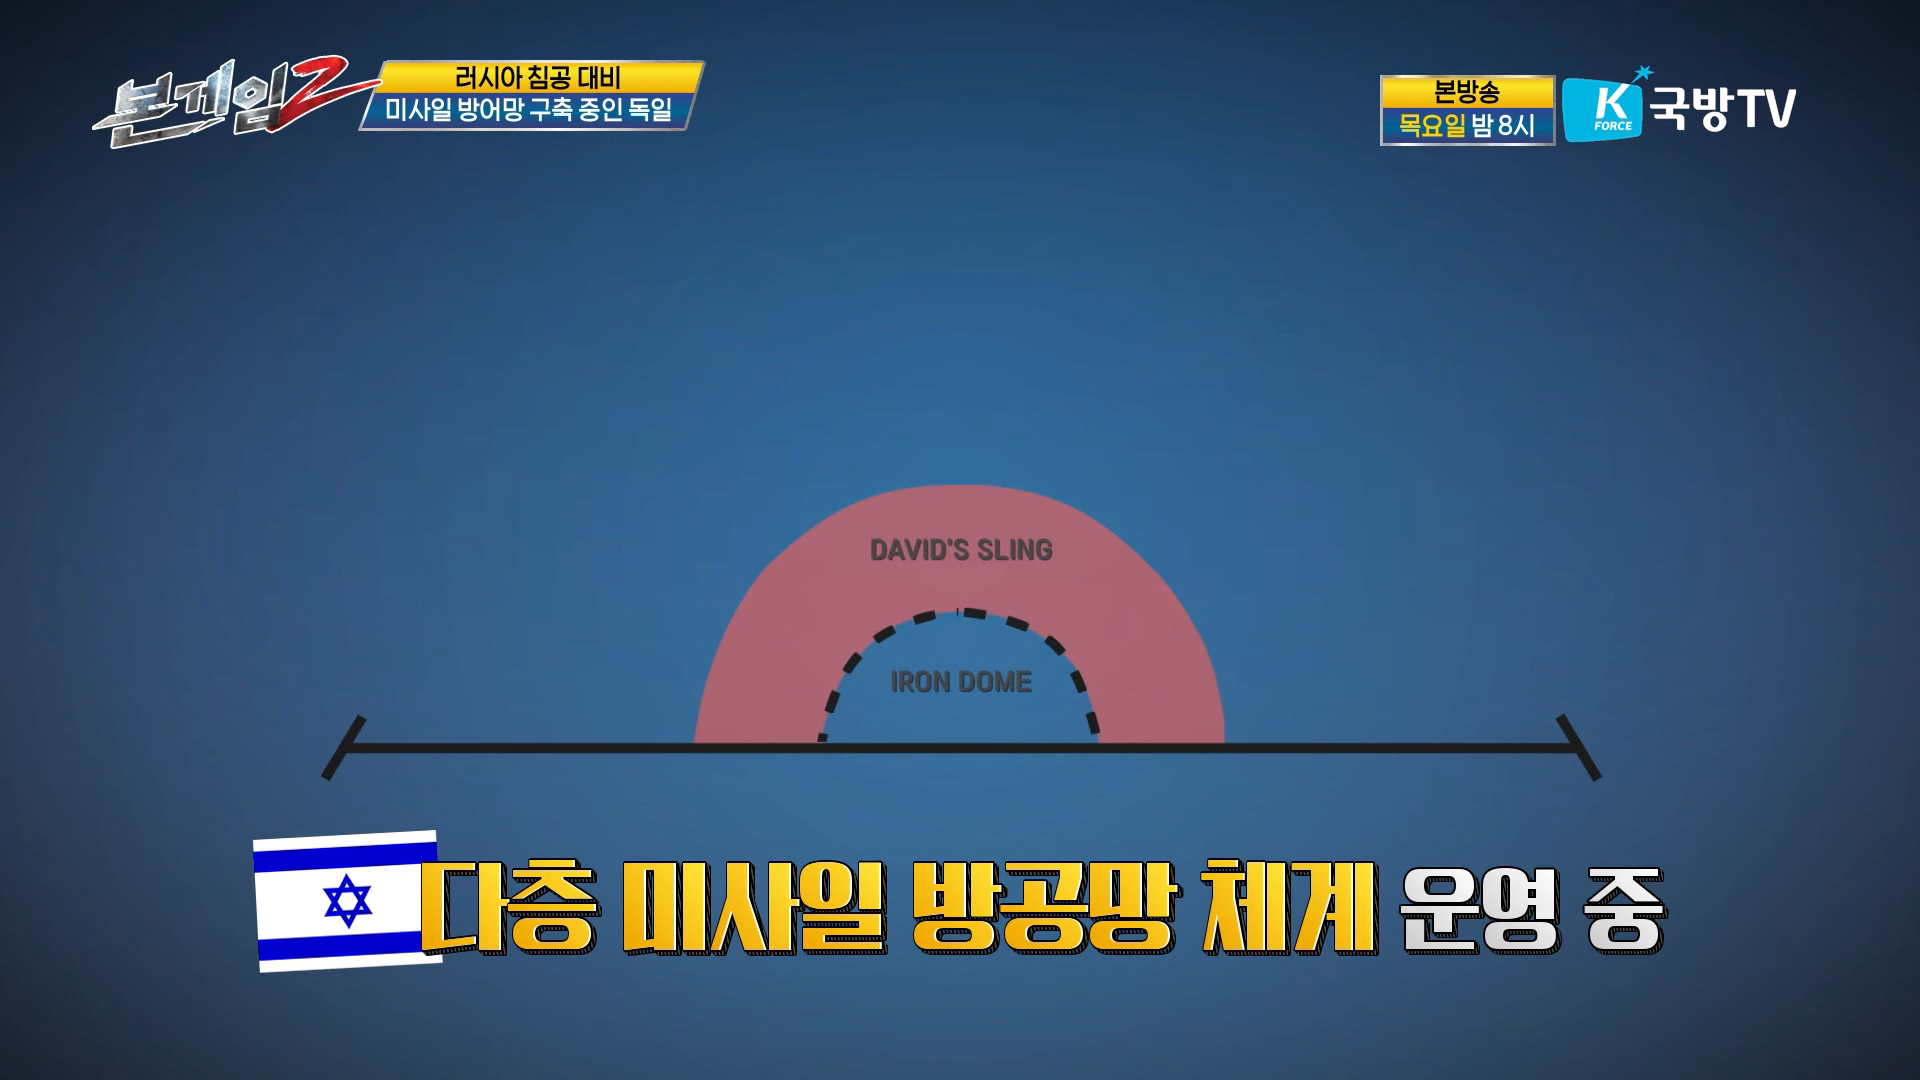 본게임2
러시아 침공 대비
미사일 방어망 구축 중인 독일
본방송
목요일 밤 8시
K FORCE
국방TV
DAVID'S SLING
IRON DOME
다층 미사일 방공망 체계 운영 중